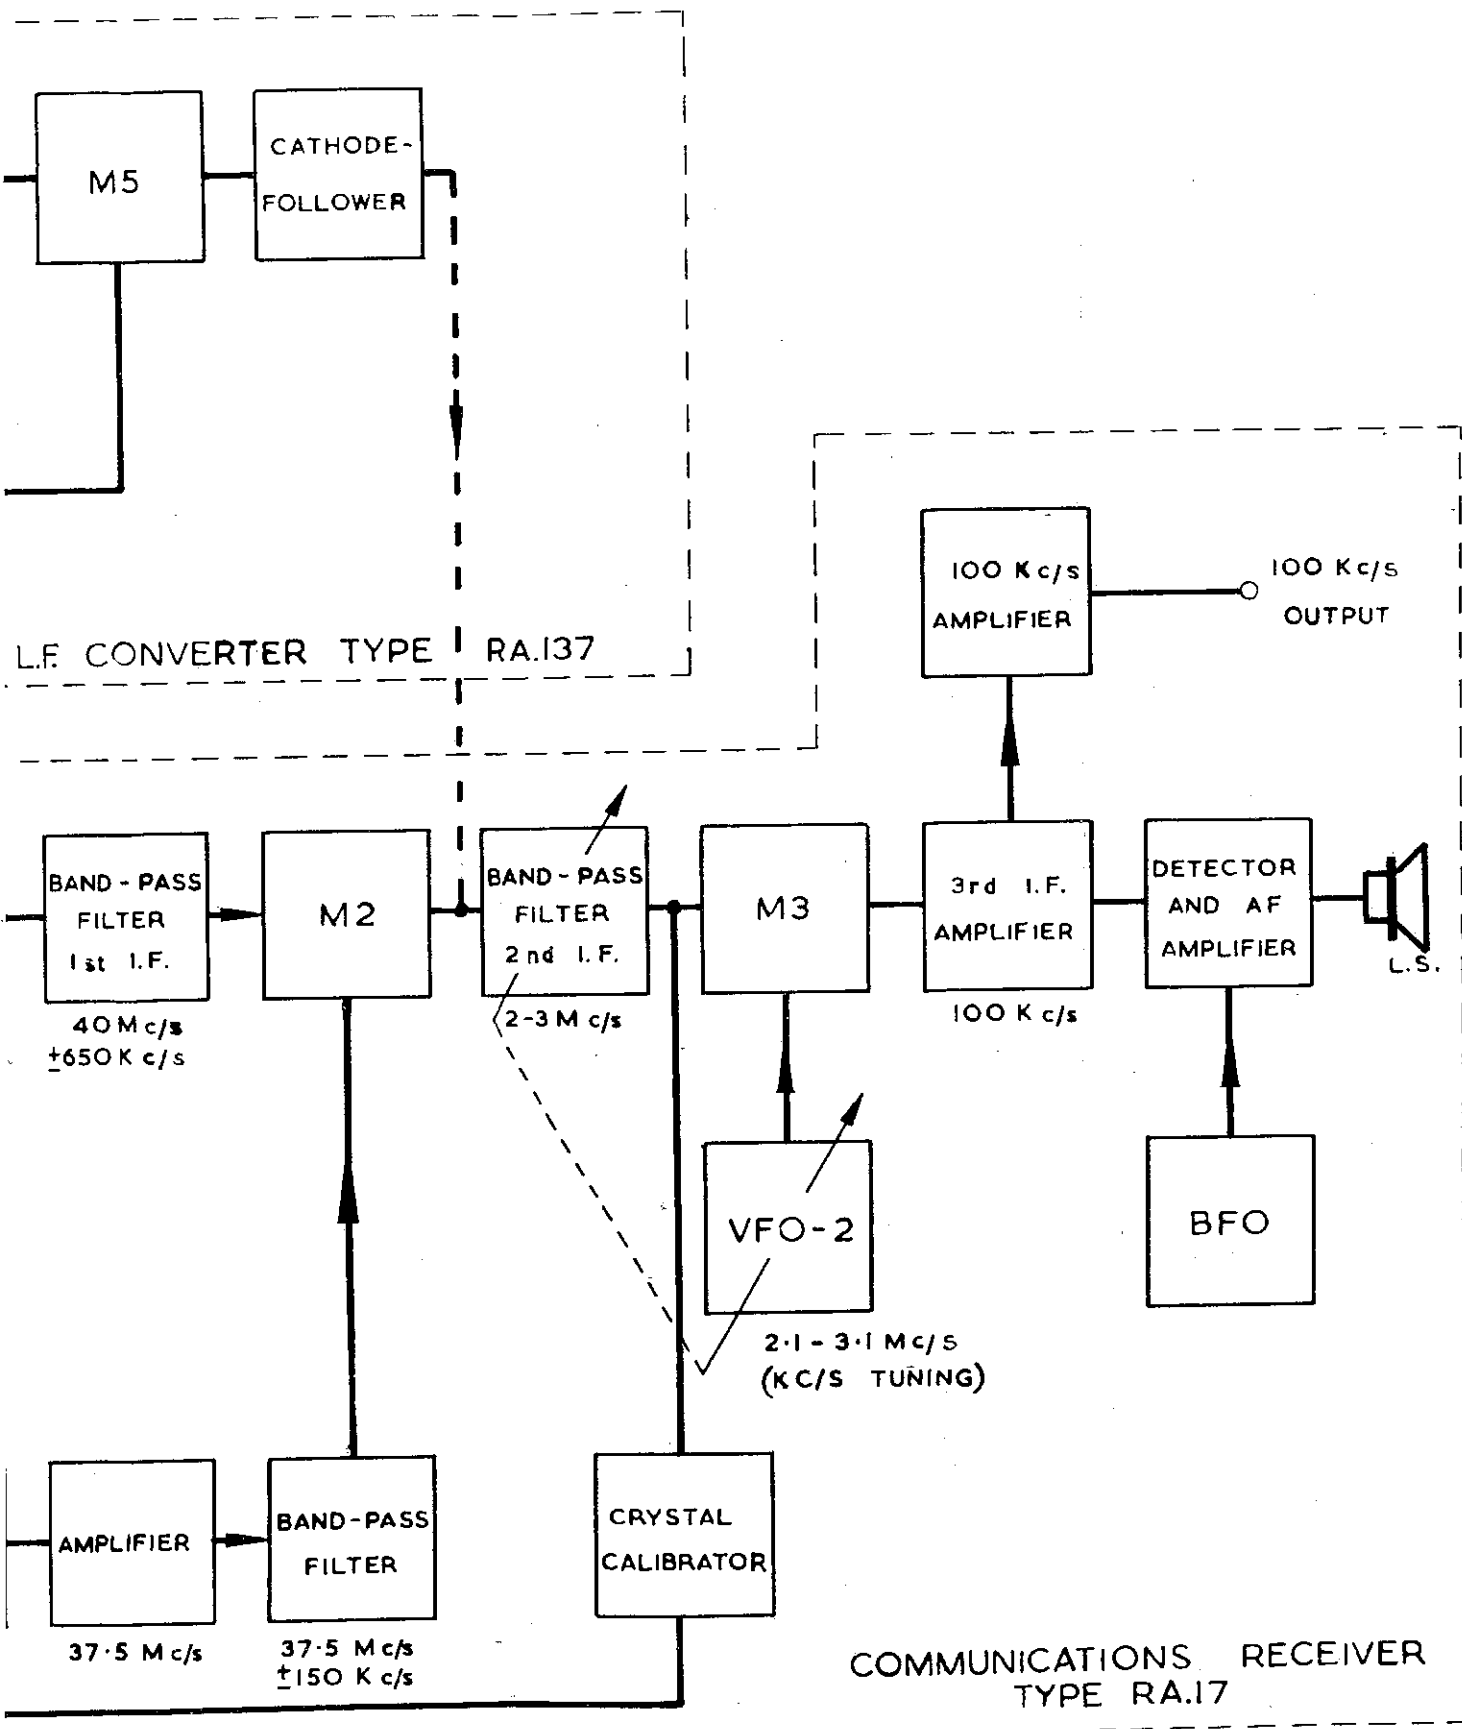 M5
CATHODE-
FOLLOWER
L.F. CONVERTER TYPE RA.137
100 Kc/s
AMPLIFIER
100 Kc/s
OUTPUT
BAND-PASS
FILTER
1st I.F.
40 Mc/s
±650 Kc/s
M2
BAND-PASS
FILTER
2nd I.F.
2-3 Mc/s
M3
3rd I.F.
AMPLIFIER
100 Kc/s
DETECTOR
AND AF
AMPLIFIER
L.S.
VFO-2
2·1 - 3·1 Mc/s
(KC/S TUNING)
BFO
AMPLIFIER
37·5 Mc/s
BAND-PASS
FILTER
37·5 Mc/s
±150 Kc/s
CRYSTAL
CALIBRATOR
COMMUNICATIONS RECEIVER
TYPE RA.17